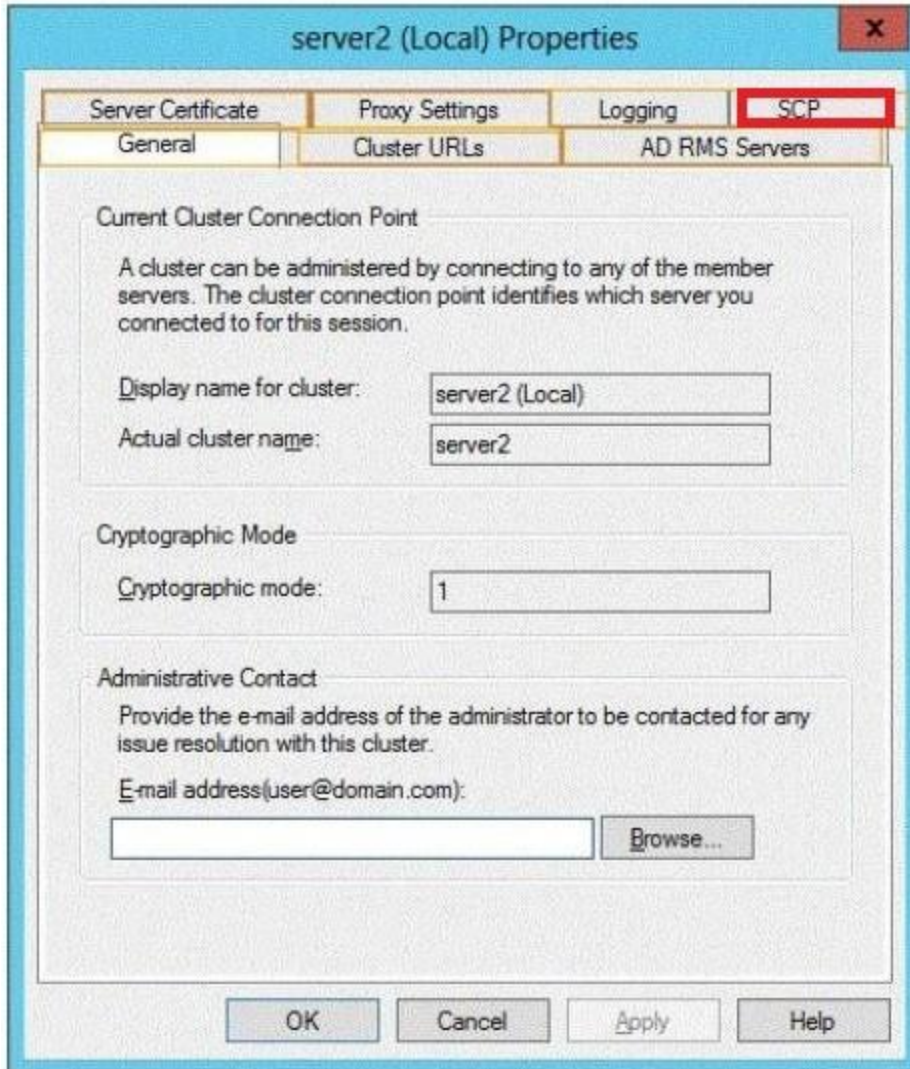 server2 (Local) Properties
x
Server Certificate
Proxy Settings
Logging
SCP
General
Cluster URLs
AD RMS Servers
Current Cluster Connection Point
A cluster can be administered by connecting to any of the member
servers. The cluster connection point identifies which server you
connected to for this session.
Display name for cluster:
server2 (Local)
Actual cluster name:
server2
Cryptographic Mode
Cryptographic mode:
1
Administrative Contact
Provide the e-mail address of the administrator to be contacted for any
issue resolution with this cluster.
E-mail address(user@domain.com):
Browse...
OK
Cancel
Apply
Help